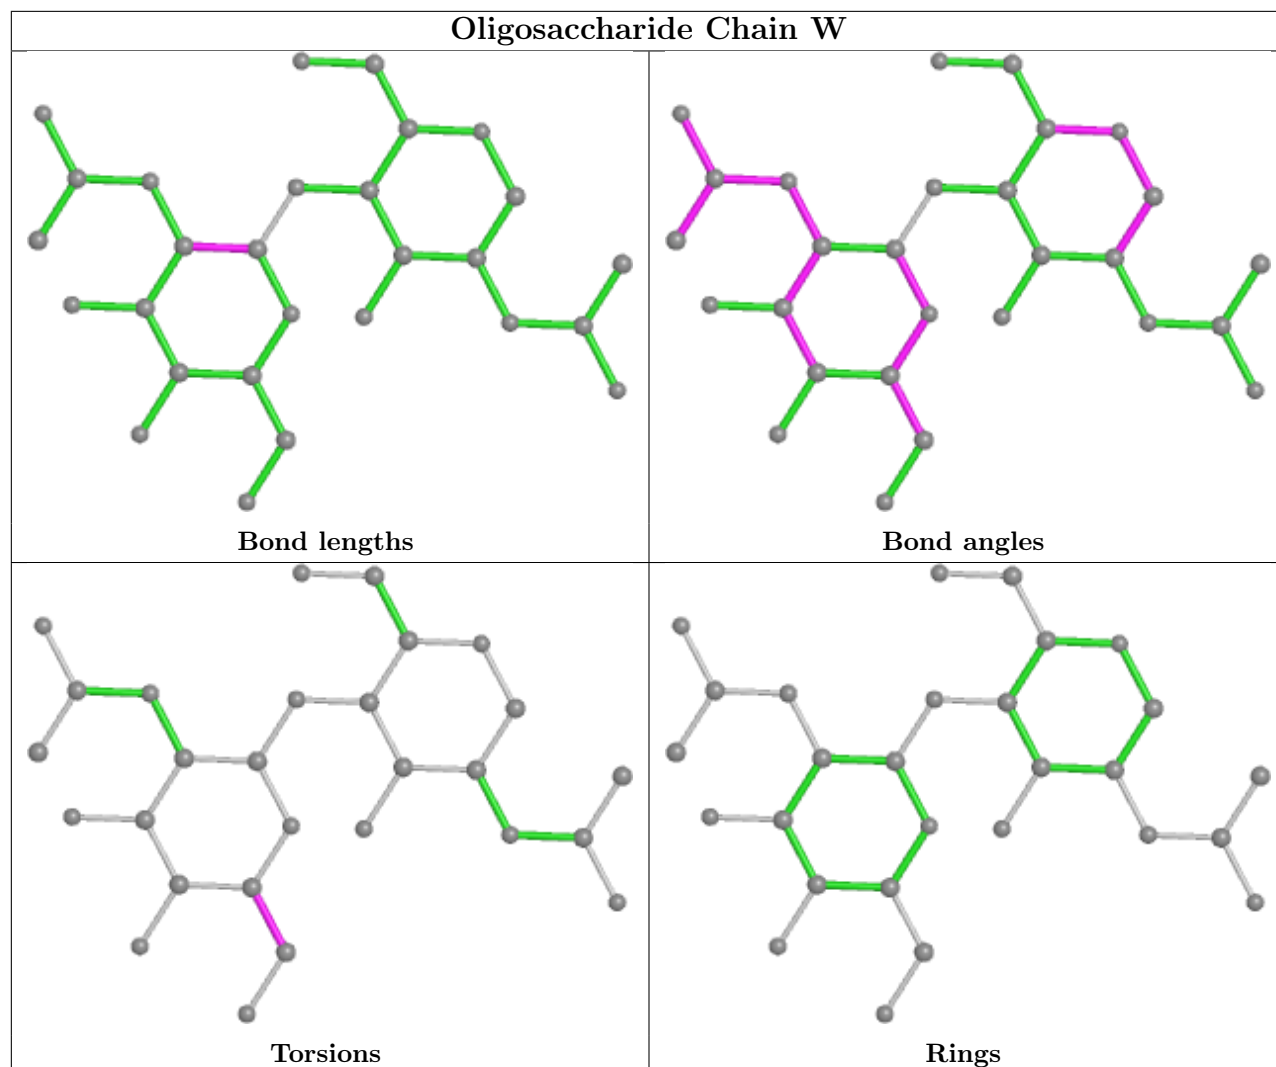 Oligosaccharide Chain W
Bond lengths
Bond angles
Torsions
Rings